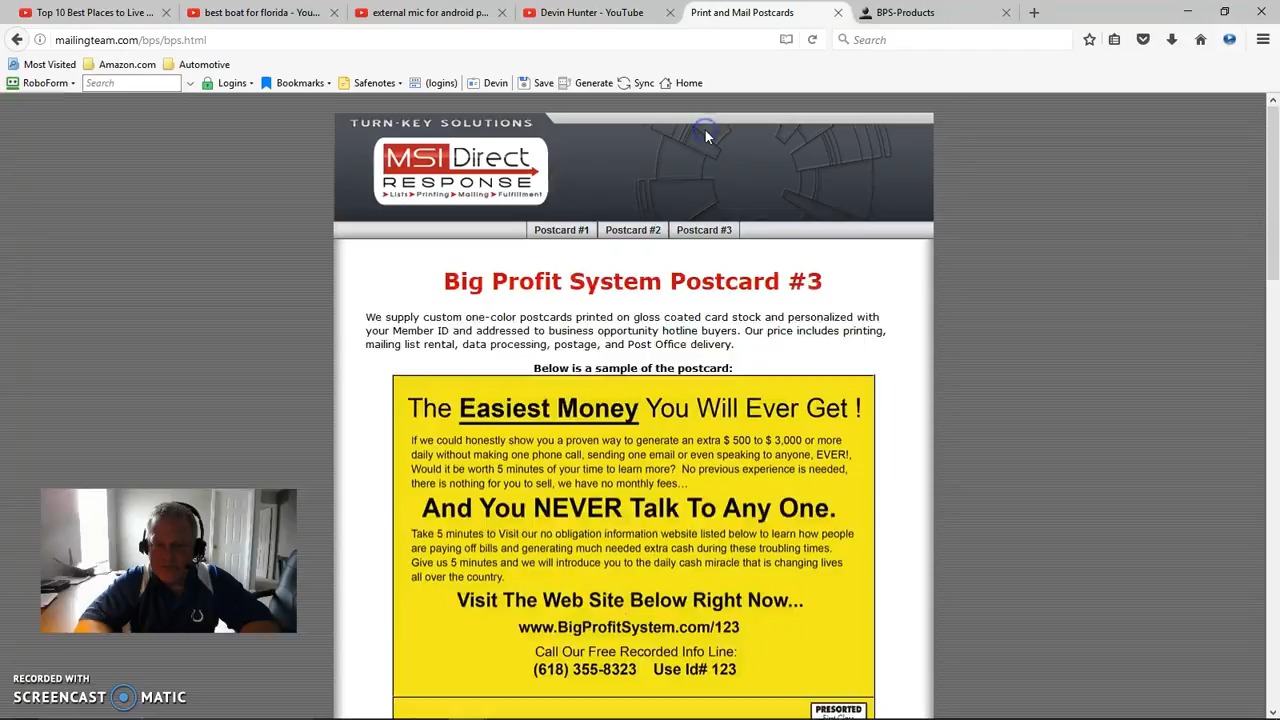 Top 10 Best Places to Live ...
best boat for florida - You...
external mic for android p...
Devin Hunter - YouTube
Print and Mail Postcards
BPS-Products
mailingteam.com/bps/bps.html
Search
Most Visited
Amazon.com
Automotive
RoboForm
Search
Logins
Bookmarks
Safenotes
(logins)
Devin
Save
Generate
Sync
Home
TURN-KEY SOLUTIONS
MSI Direct
RESPONSE
Lists Printing Mailing Fulfillment
Postcard #1
Postcard #2
Postcard #3
Big Profit System Postcard #3
We supply custom one-color postcards printed on gloss coated card stock and personalized with
your Member ID and addressed to business opportunity hotline buyers. Our price includes printing,
mailing list rental, data processing, postage, and Post Office delivery.
Below is a sample of the postcard:
The Easiest Money You Will Ever Get !
If we could honestly show you a proven way to generate an extra $ 500 to $ 3,000 or more
daily without making one phone call, sending one email or even speaking to anyone, EVER!,
Would it be worth 5 minutes of your time to learn more? No previous experience is needed,
there is nothing for you to sell, we have no monthly fees...
And You NEVER Talk To Any One.
Take 5 minutes to Visit our no obligation information website listed below to learn how people
are paying off bills and generating much needed extra cash during these troubling times.
Give us 5 minutes and we will introduce you to the daily cash miracle that is changing lives
all over the country.
Visit The Web Site Below Right Now...
www.BigProfitSystem.com/123
Call Our Free Recorded Info Line:
(618) 355-8323 Use Id# 123
PRESORTED
RECORDED WITH
SCREENCAST MATIC